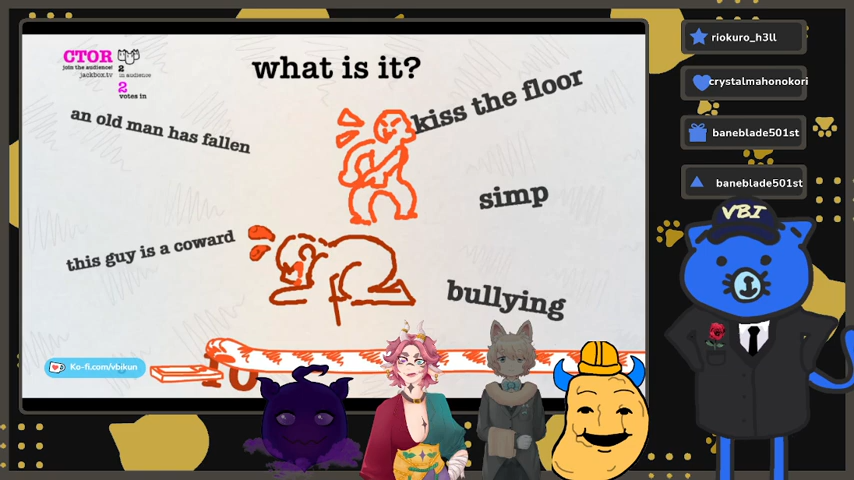 CTOR
join the audience!
jackbox.tv
2
in audience
2
votes in
what is it?
an old man has fallen
kiss the floor
simp
this guy is a coward
bullying
Ko-fi.com/vbikun
riokuro_h3ll
crystalmahonokori
baneblade501st
baneblade501st
VBI